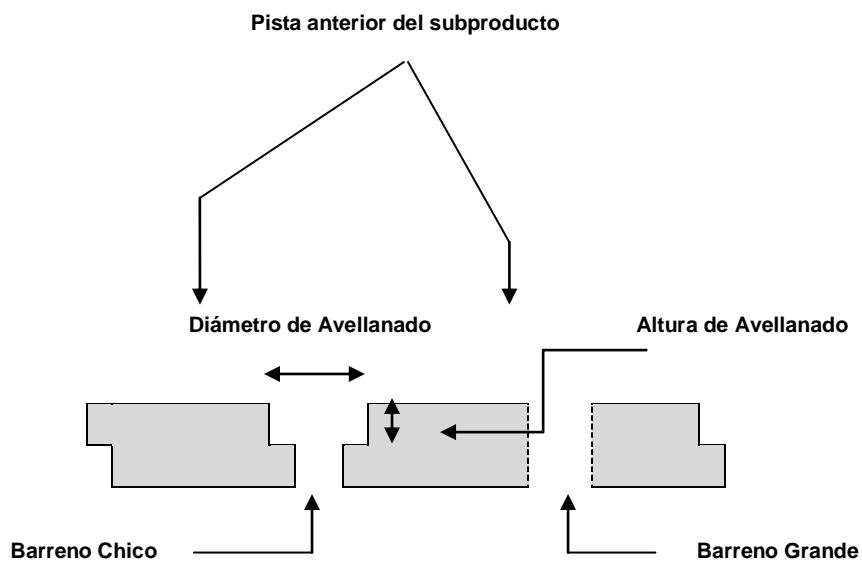 Pista anterior del subproducto
Diámetro de Avellanado
Altura de Avellanado
Barreno Chico
Barreno Grande